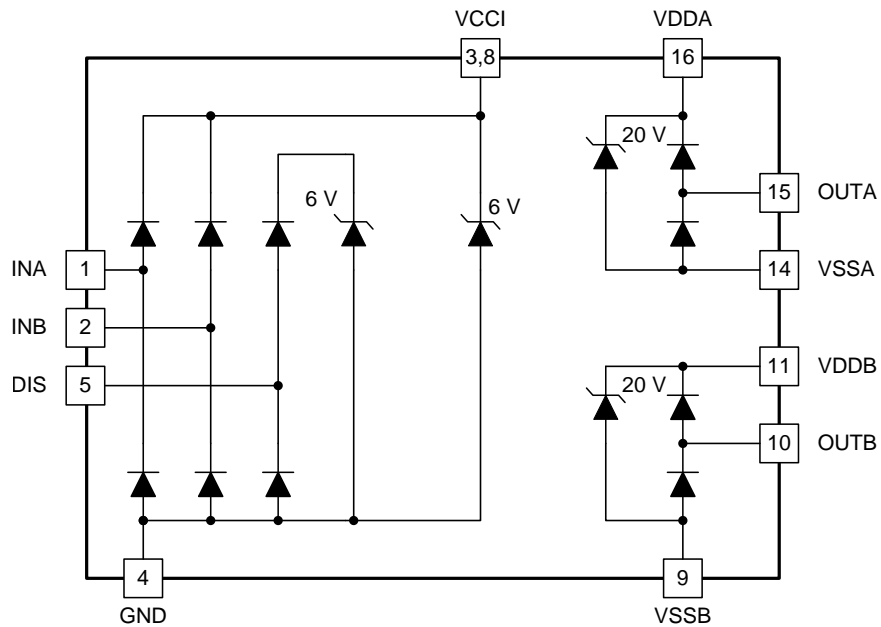 VCCI
VDDA
3,8
16
20 V
15
OUTA
6 V
6 V
INA
1
14
VSSA
INB
2
DIS
5
11
VDDB
20 V
10
OUTB
4
9
GND
VSSB